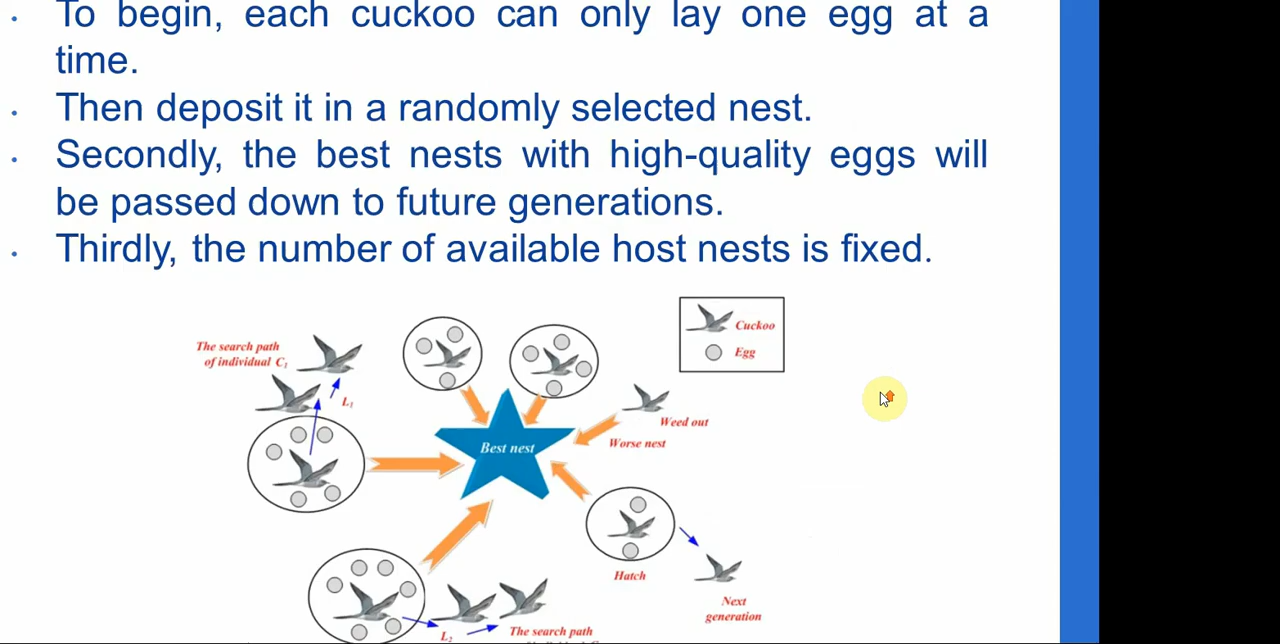 • To begin, each cuckoo can only lay one egg at a
time.
• Then deposit it in a randomly selected nest.
• Secondly, the best nests with high-quality eggs will
be passed down to future generations.
• Thirdly, the number of available host nests is fixed.
Cuckoo
Egg
The search path
of individual C₁
L₁
Weed out
Worse nest
Best nest
Hatch
Next
generation
L₂
The search path